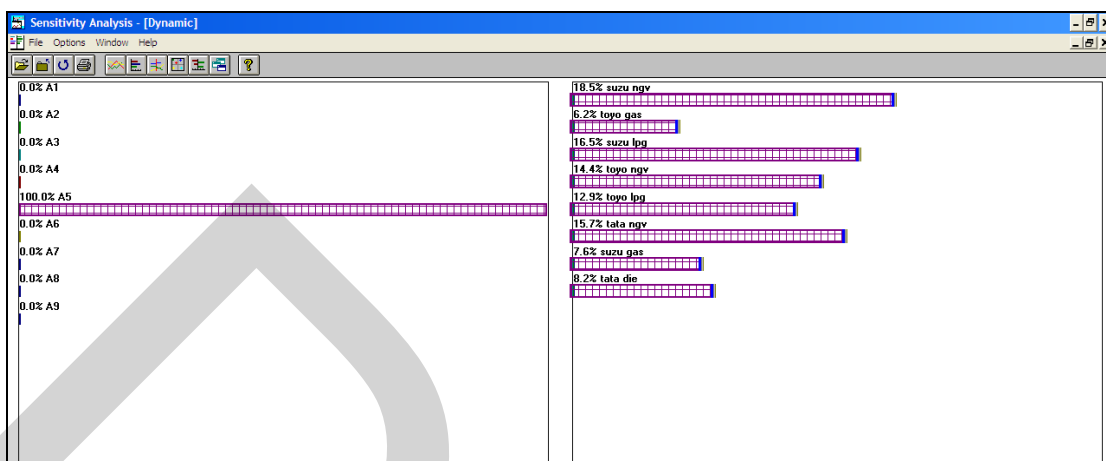 Sensitivity Analysis - [Dynamic]
File Options Window Help
0.0% A1
0.0% A2
0.0% A3
0.0% A4
100.0% A5
0.0% A6
0.0% A7
0.0% A8
0.0% A9
18.5% suzu ngv
6.2% toyo gas
16.5% suzu lpg
14.4% toyo ngv
12.9% toyo lpg
15.7% tata ngv
7.6% suzu gas
8.2% tata die